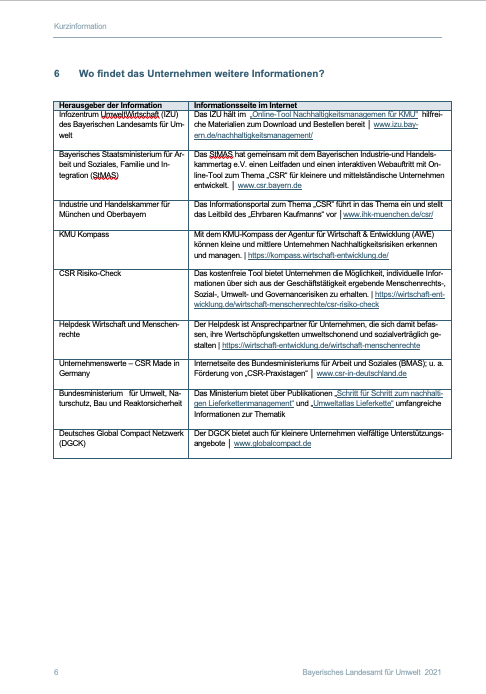 Kurzinformation
6 Wo findet das Unternehmen weitere Informationen?
Herausgeber der Information
Informationsseite im Internet
Infozentrum UmweltWirtschaft (IZU)
des Bayerischen Landesamts für Um-
welt
Das IZU hält im „Online-Tool Nachhaltigkeitsmanagemen für KMU“ hilfrei-
che Materialien zum Download und Bestellen bereit | www.izu.bay-
ern.de/nachhaltigkeitsmanagement/
Bayerisches Staatsministerium für Ar-
beit und Soziales, Familie und In-
tegration (StMAS)
Das StMAS hat gemeinsam mit dem Bayerischen Industrie-und Handels-
kammertag e.V. einen Leitfaden und einen interaktiven Webauftritt mit On-
line-Tool zum Thema „CSR“ für kleinere und mittelständische Unternehmen
entwickelt. | www.csr.bayern.de
Industrie und Handelskammer für
München und Oberbayern
Das Informationsportal zum Thema „CSR“ führt in das Thema ein und stellt
das Leitbild des „Ehrbaren Kaufmanns“ vor | www.ihk-muenchen.de/csr/
KMU Kompass
Mit dem KMU-Kompass der Agentur für Wirtschaft & Entwicklung (AWE)
können kleine und mittlere Unternehmen Nachhaltigkeitsrisiken erkennen
und managen. | https://kompass.wirtschaft-entwicklung.de/
CSR Risiko-Check
Das kostenfreie Tool bietet Unternehmen die Möglichkeit, individuelle Infor-
mationen über sich aus der Geschäftstätigkeit ergebende Menschenrechts-,
Sozial-, Umwelt- und Governancerisiken zu erhalten. | https://wirtschaft-ent-
wicklung.de/wirtschaft-menschenrechte/csr-risiko-check
Helpdesk Wirtschaft und Menschen-
rechte
Der Helpdesk ist Ansprechpartner für Unternehmen, die sich damit befas-
sen, ihre Wertschöpfungsketten umweltschonend und sozialverträglich ge-
stalten | https://wirtschaft-entwicklung.de/wirtschaft-menschenrechte
Unternehmenswerte – CSR Made in
Germany
Internetseite des Bundesministeriums für Arbeit und Soziales (BMAS); u. a.
Förderung von „CSR-Praxistagen“ | www.csr-in-deutschland.de
Bundesministerium für Umwelt, Na-
turschutz, Bau und Reaktorsicherheit
Das Ministerium bietet über Publikationen „Schritt für Schritt zum nachhalti-
gen Lieferkettenmanagement“ und „Umweltatlas Lieferkette“ umfangreiche
Informationen zur Thematik
Deutsches Global Compact Netzwerk
(DGCK)
Der DGCK bietet auch für kleinere Unternehmen vielfältige Unterstützungs-
angebote | www.globalcompact.de
6
Bayerisches Landesamt für Umwelt 2021